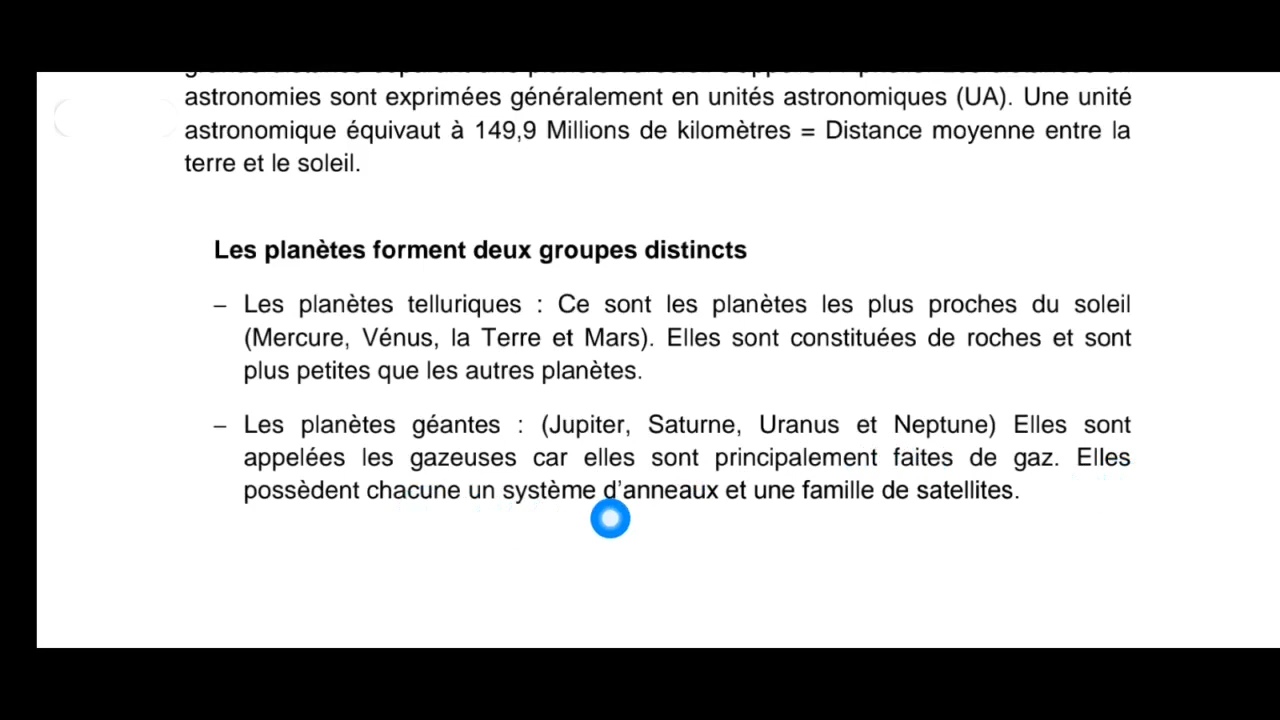 astronomies sont exprimées généralement en unités astronomiques (UA). Une unité
astronomique équivaut à 149,9 Millions de kilomètres = Distance moyenne entre la
terre et le soleil.
Les planètes forment deux groupes distincts
– Les planètes telluriques : Ce sont les planètes les plus proches du soleil
(Mercure, Vénus, la Terre et Mars). Elles sont constituées de roches et sont
plus petites que les autres planètes.
– Les planètes géantes : (Jupiter, Saturne, Uranus et Neptune) Elles sont
appelées les gazeuses car elles sont principalement faites de gaz. Elles
possèdent chacune un système d’anneaux et une famille de satellites.